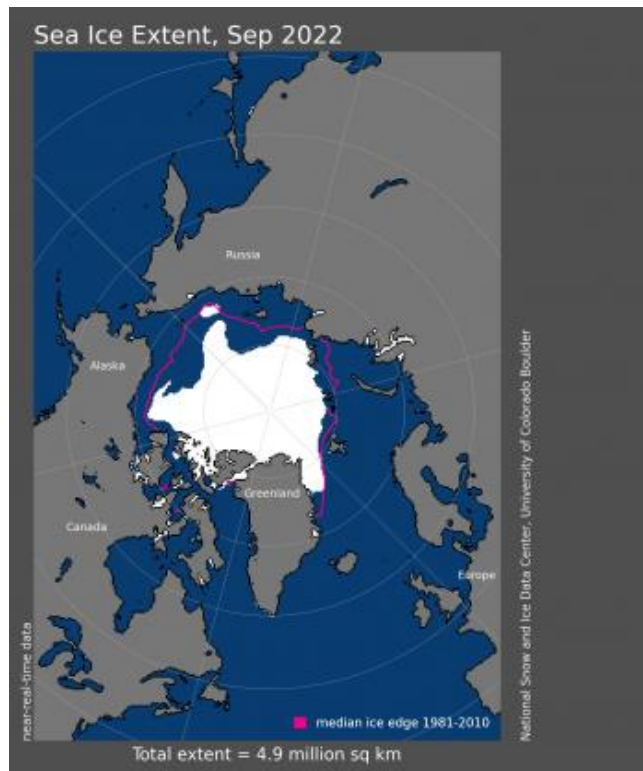 Sea Ice Extent, Sep 2022
Russia
Alaska
Greenland
Canada
Europe
near-real-time data
National Snow and Ice Data Center, University of Colorado Boulder
median ice edge 1981-2010
Total extent = 4.9 million sq km